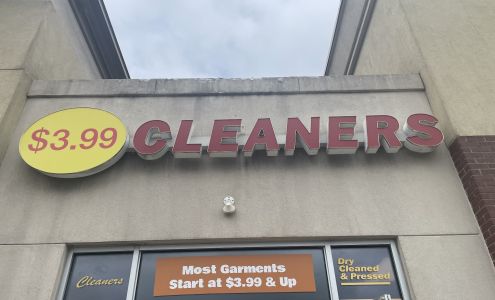 $3.99 CLEANERS
Cleaners
Most Garments
Start at $3.99 & Up
Dry
Cleaned
& Pressed